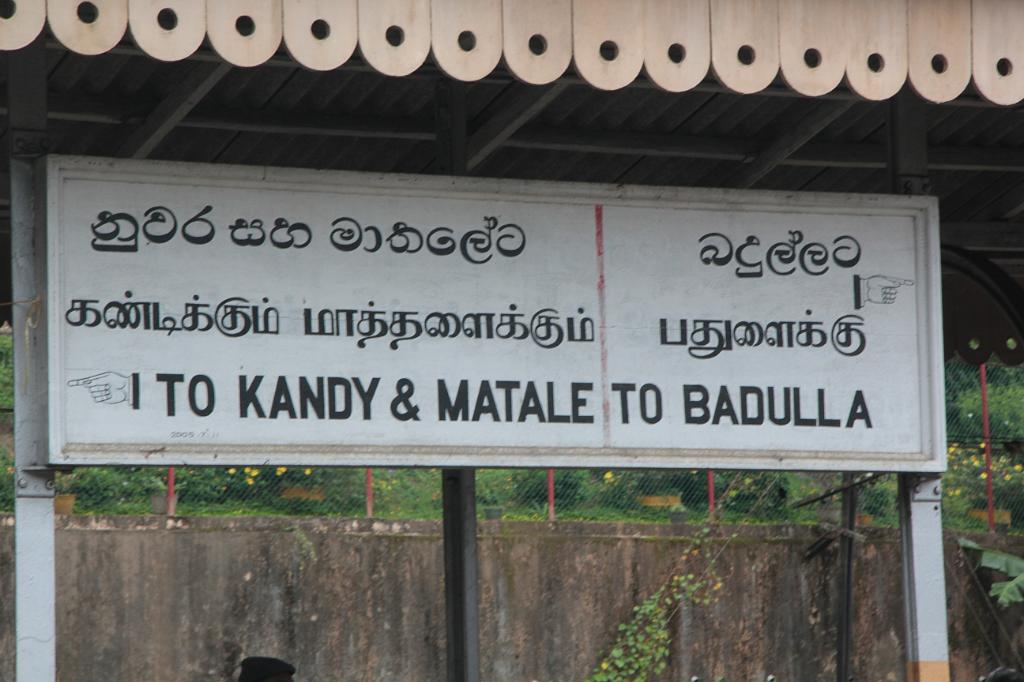 නුවර සහ මාතලේට
கண்டிக்கும் மாத்தளைக்கும்
TO KANDY & MATALE
බදුල්ලට
பதுளைக்கு
TO BADULLA